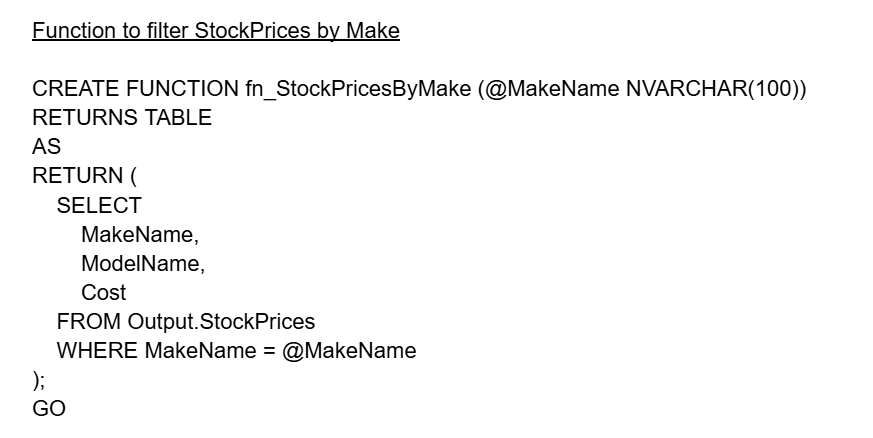 Function to filter StockPrices by Make
CREATE FUNCTION fn_StockPricesByMake (@MakeName NVARCHAR(100))
RETURNS TABLE
AS
RETURN (
SELECT
MakeName,
ModelName,
Cost
FROM Output.StockPrices
WHERE MakeName = @MakeName
);
GO